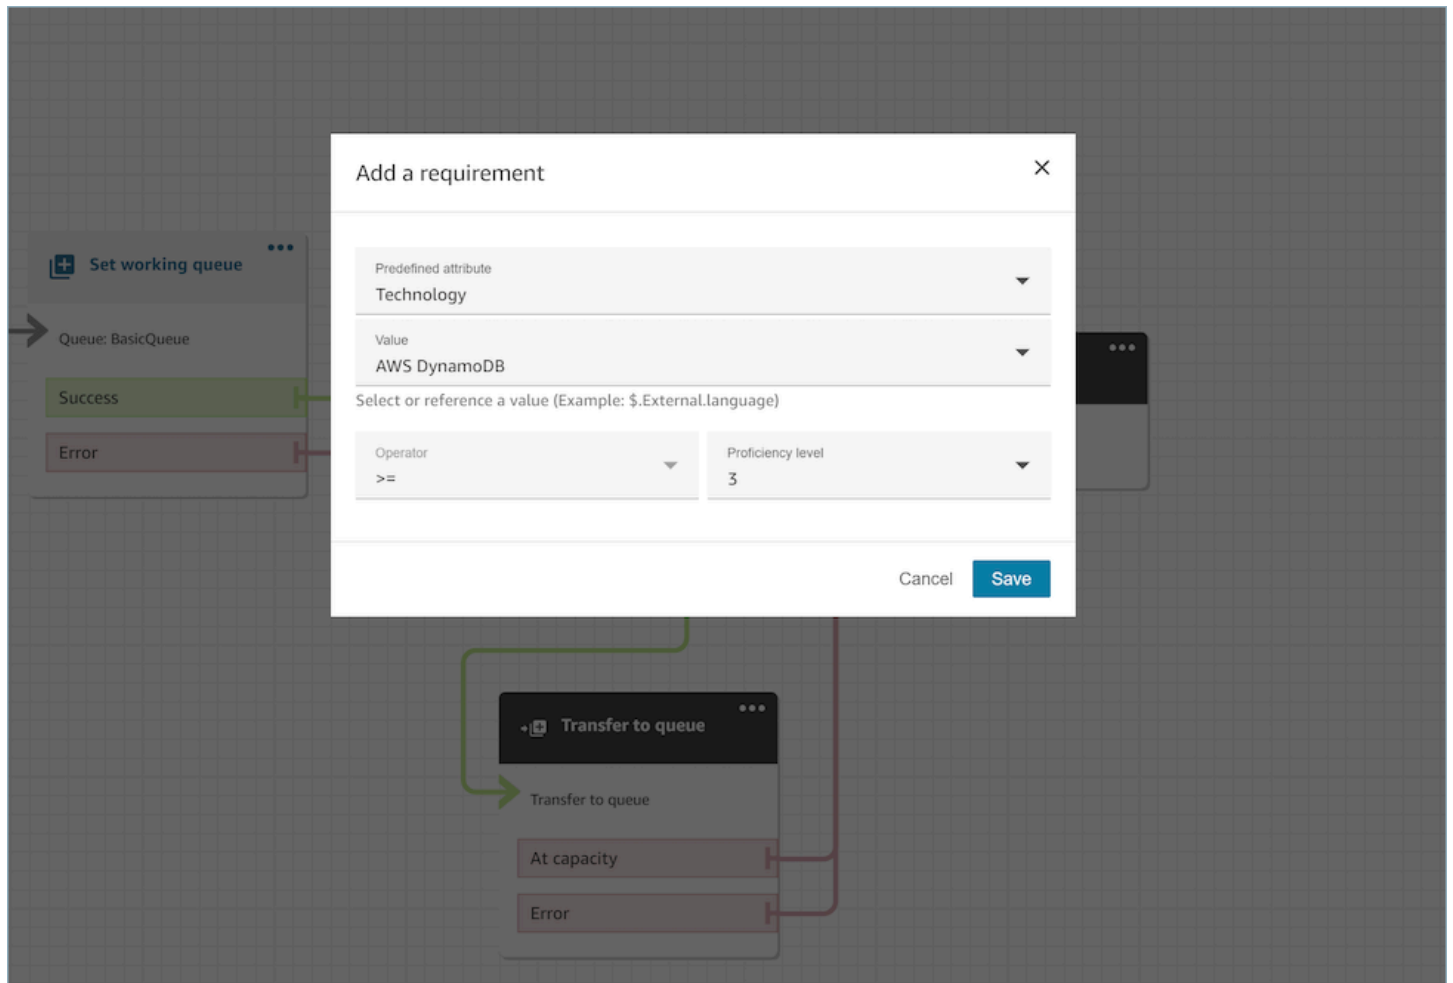 Add a requirement
Set working queue
Queue: BasicQueue
Success
Error
Predefined attribute
Technology
Value
AWS DynamoDB
Select or reference a value (Example: $.External.language)
Operator
>=
Proficiency level
3
Cancel
Save
Transfer to queue
Transfer to queue
At capacity
Error